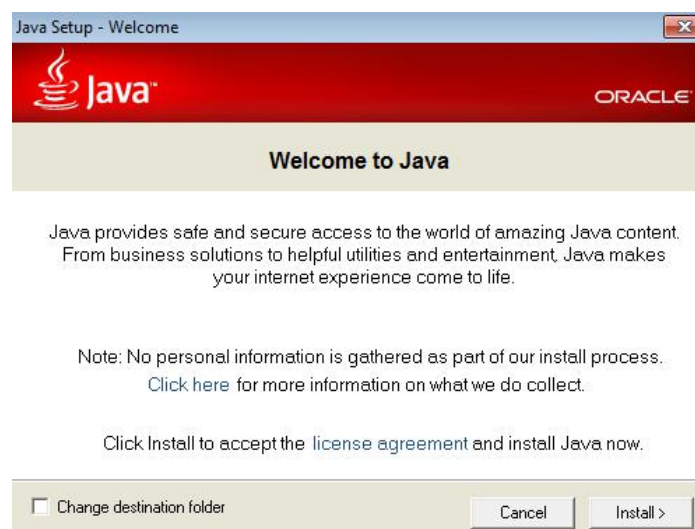 Java Setup - Welcome
Java™
ORACLE
Welcome to Java
Java provides safe and secure access to the world of amazing Java content.
From business solutions to helpful utilities and entertainment, Java makes
your internet experience come to life.
Note: No personal information is gathered as part of our install process.
Click here for more information on what we do collect.
Click Install to accept the license agreement and install Java now.
Change destination folder
Cancel
Install >